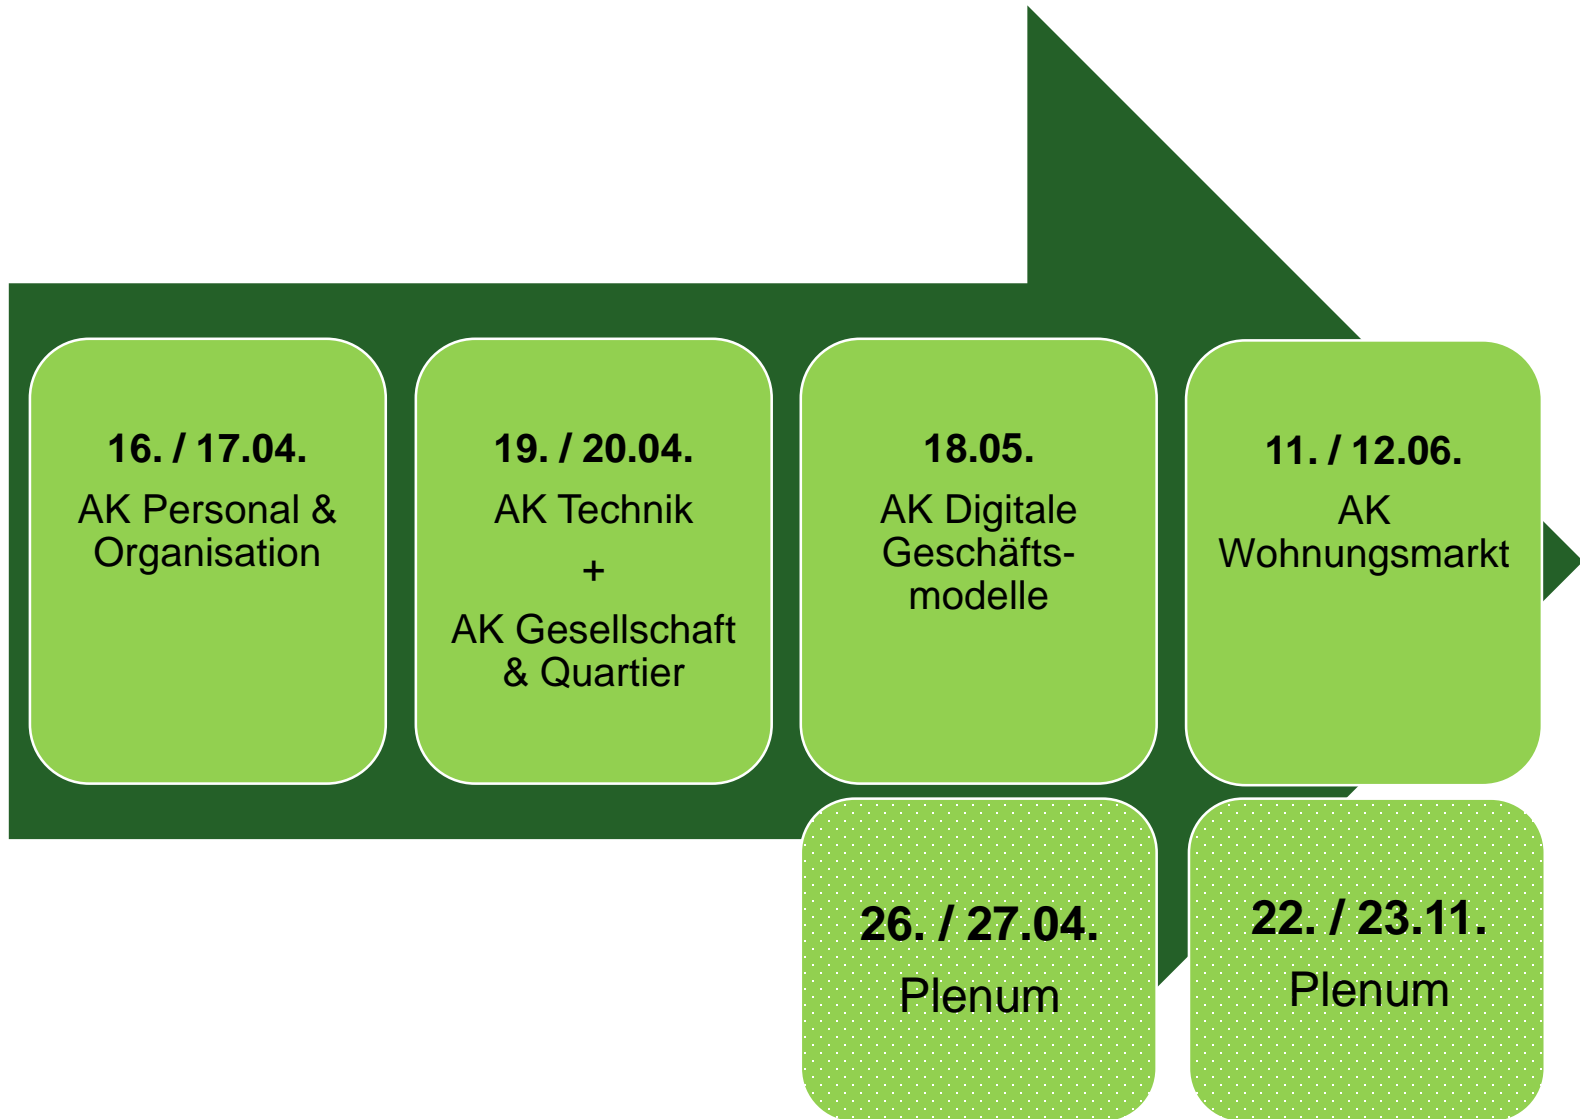 16. / 17.04.
AK Personal &
Organisation
19. / 20.04.
AK Technik
+
AK Gesellschaft
& Quartier
18.05.
AK Digitale
Geschäfts-
modelle
11. / 12.06.
AK
Wohnungsmarkt
26. / 27.04.
Plenum
22. / 23.11.
Plenum